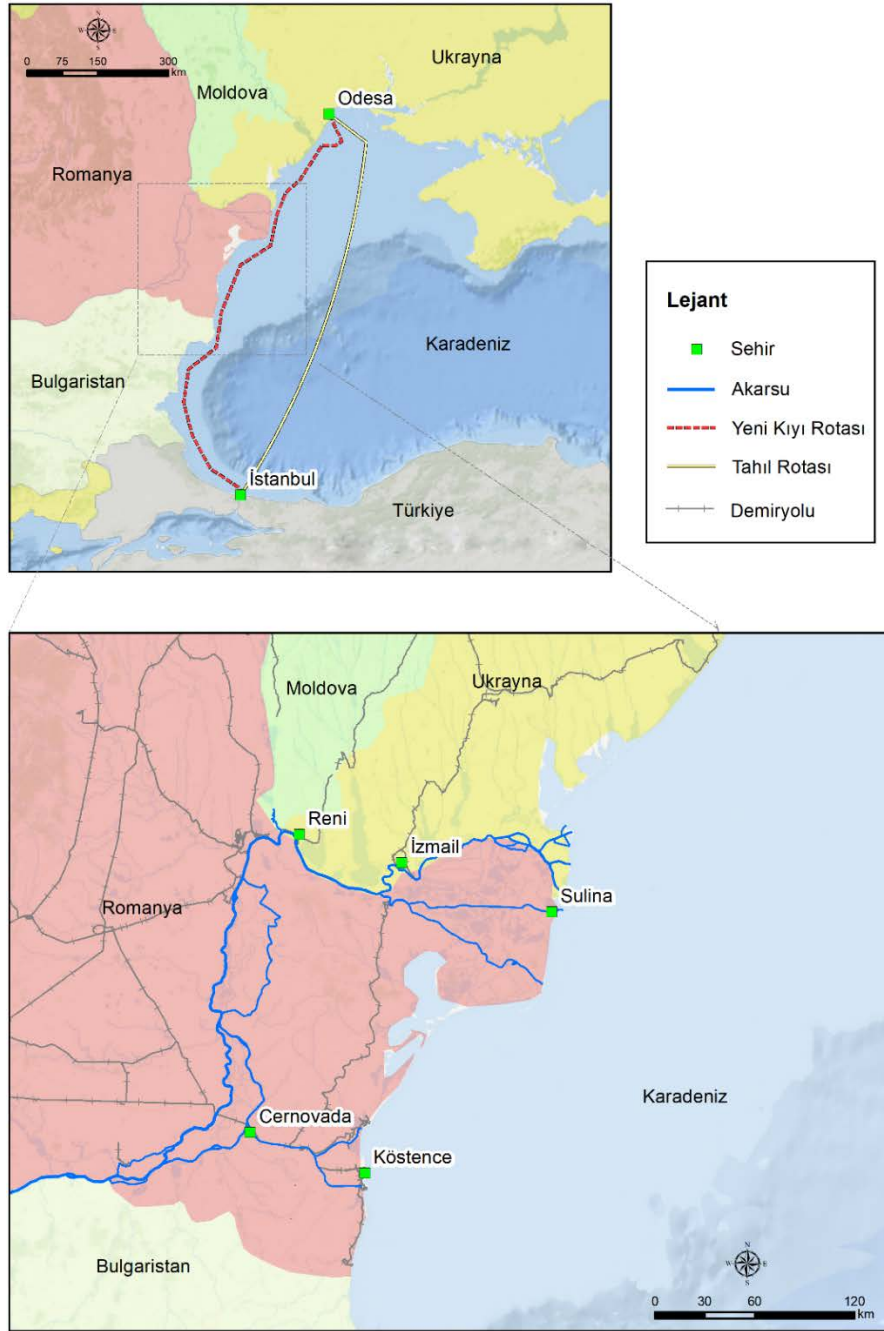 N
W
E
S
0 75 150 300
km
Ukrayna
Moldova
Odesa
Romanya
Karadeniz
Bulgaristan
İstanbul
Türkiye
Lejant
Sehir
Akarsu
Yeni Kıyı Rotası
Tahıl Rotası
Demiryolu
Moldova
Ukrayna
Reni
İzmail
Romanya
Sulina
Karadeniz
Cernovada
Köstence
Bulgaristan
N
W
E
S
0 30 60 120
km